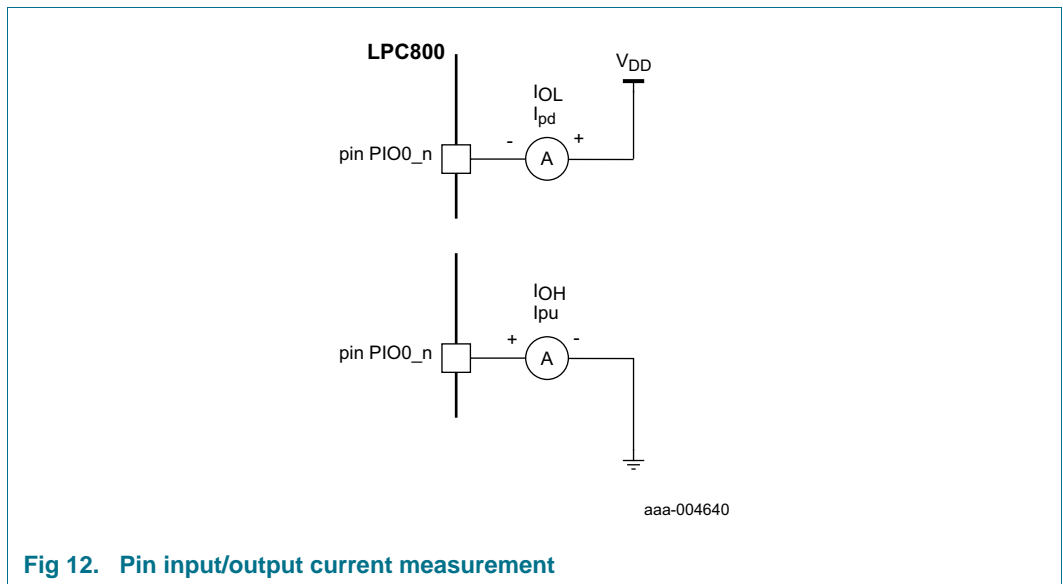 LPC800
VDD
IOL
Ipd
- +
A
pin PIO0_n
IOH
Ipu
+ -
A
pin PIO0_n
aaa-004640
Fig 12. Pin input/output current measurement